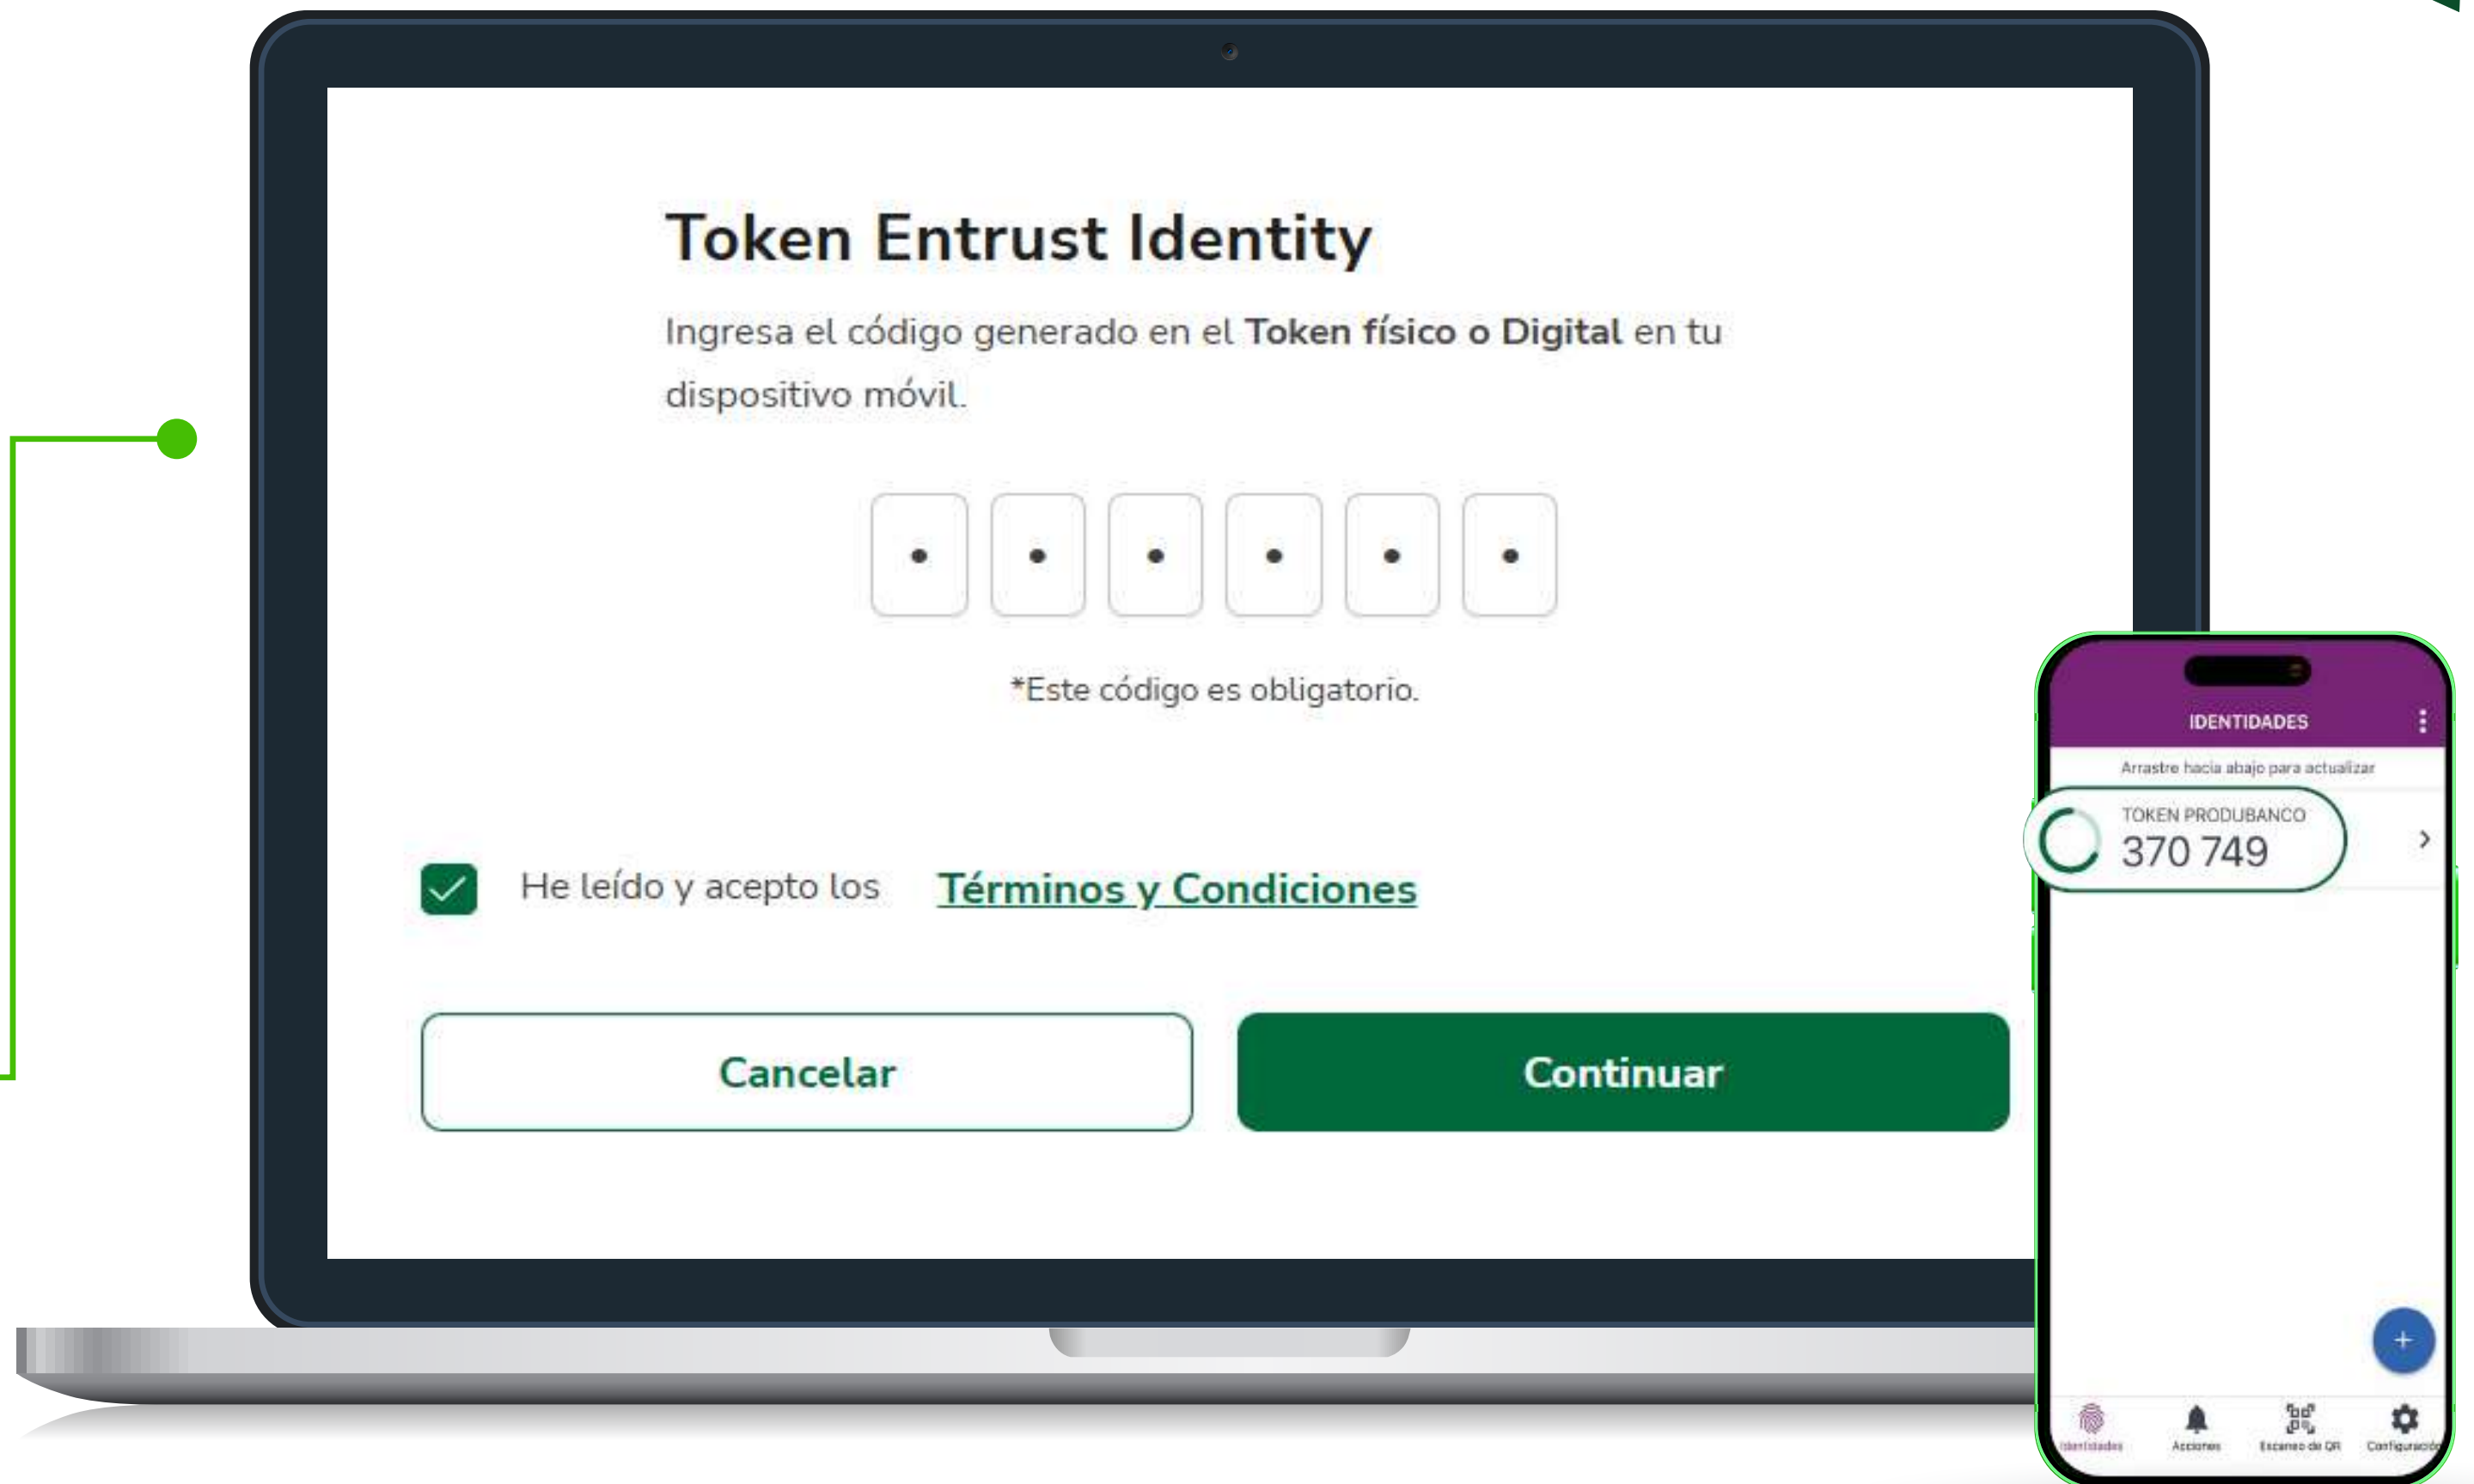 Token Entrust Identity
Ingresa el código generado en el Token físico o Digital en tu
dispositivo móvil.
*Este código es obligatorio.
He leído y acepto los Términos y Condiciones
Cancelar
Continuar
IDENTIDADES
Arrastre hacia abajo para actualizar
TOKEN PRODUBANCO
370 749
Identidades
Acciones
Escaneo de QR
Configuración